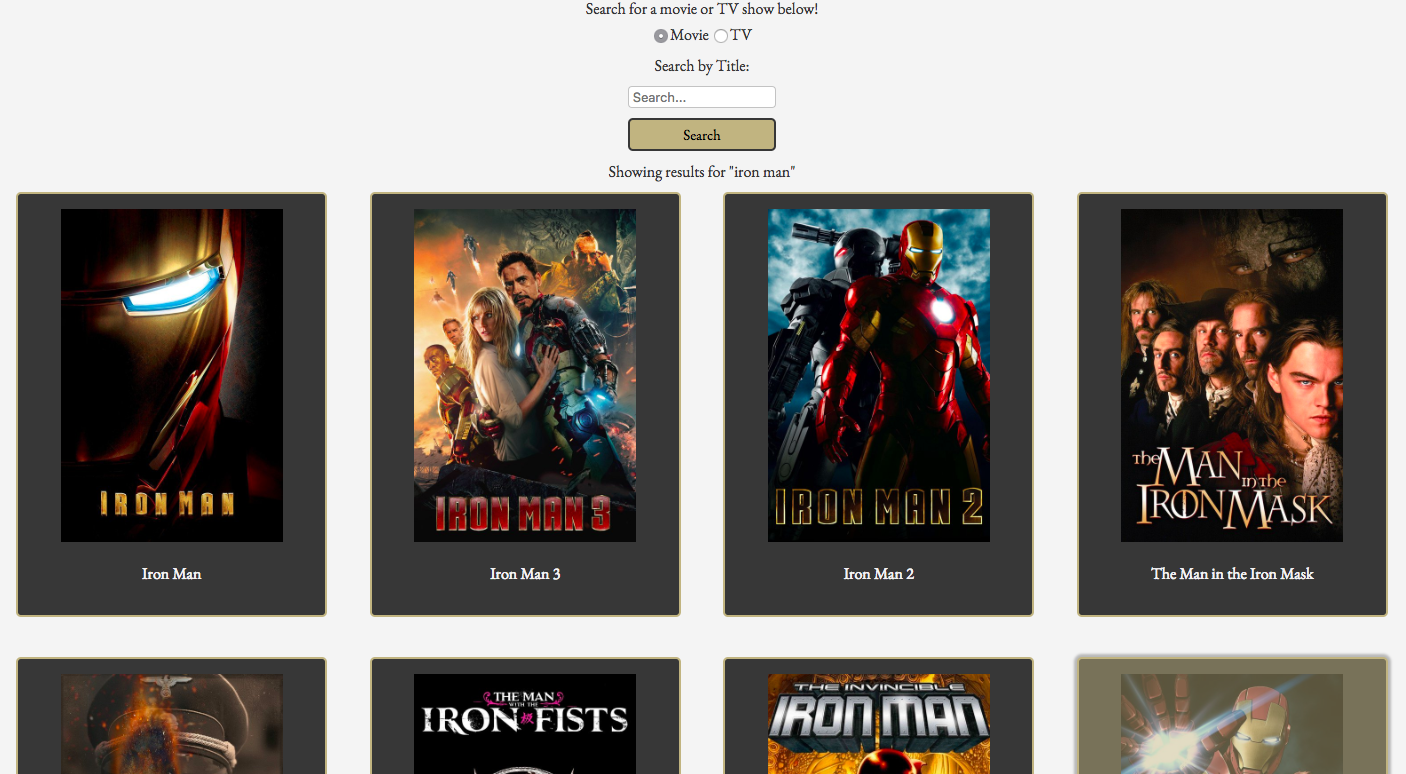 Search for a movie or TV show below!
Movie TV
Search by Title:
Search...
Search
Showing results for "iron man"
IRON MAN
IRON MAN 3
IRON MAN 2
THE MAN IN THE IRON MASK
Iron Man
Iron Man 3
Iron Man 2
The Man in the Iron Mask
THE MAN
WITH THE
IRON FISTS
THE INVINCIBLE
IRON MAN